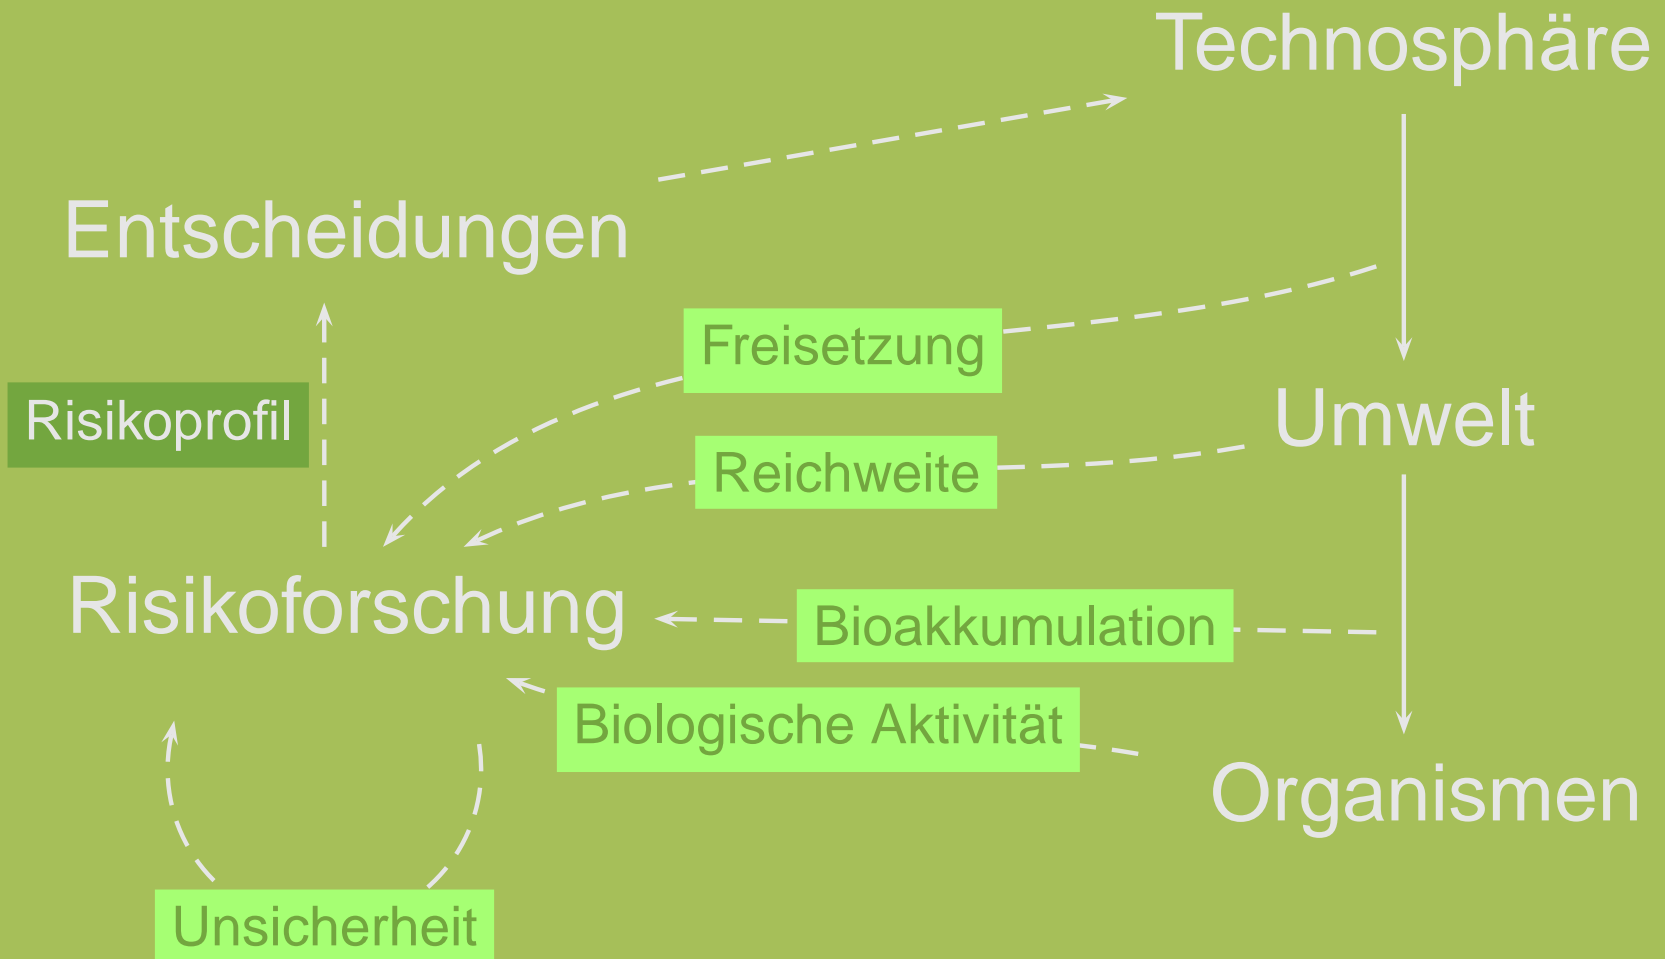 Technosphäre
Entscheidungen
Freisetzung
Risikoprofil
Umwelt
Reichweite
Risikoforschung
Bioakkumulation
Biologische Aktivität
Organismen
Unsicherheit